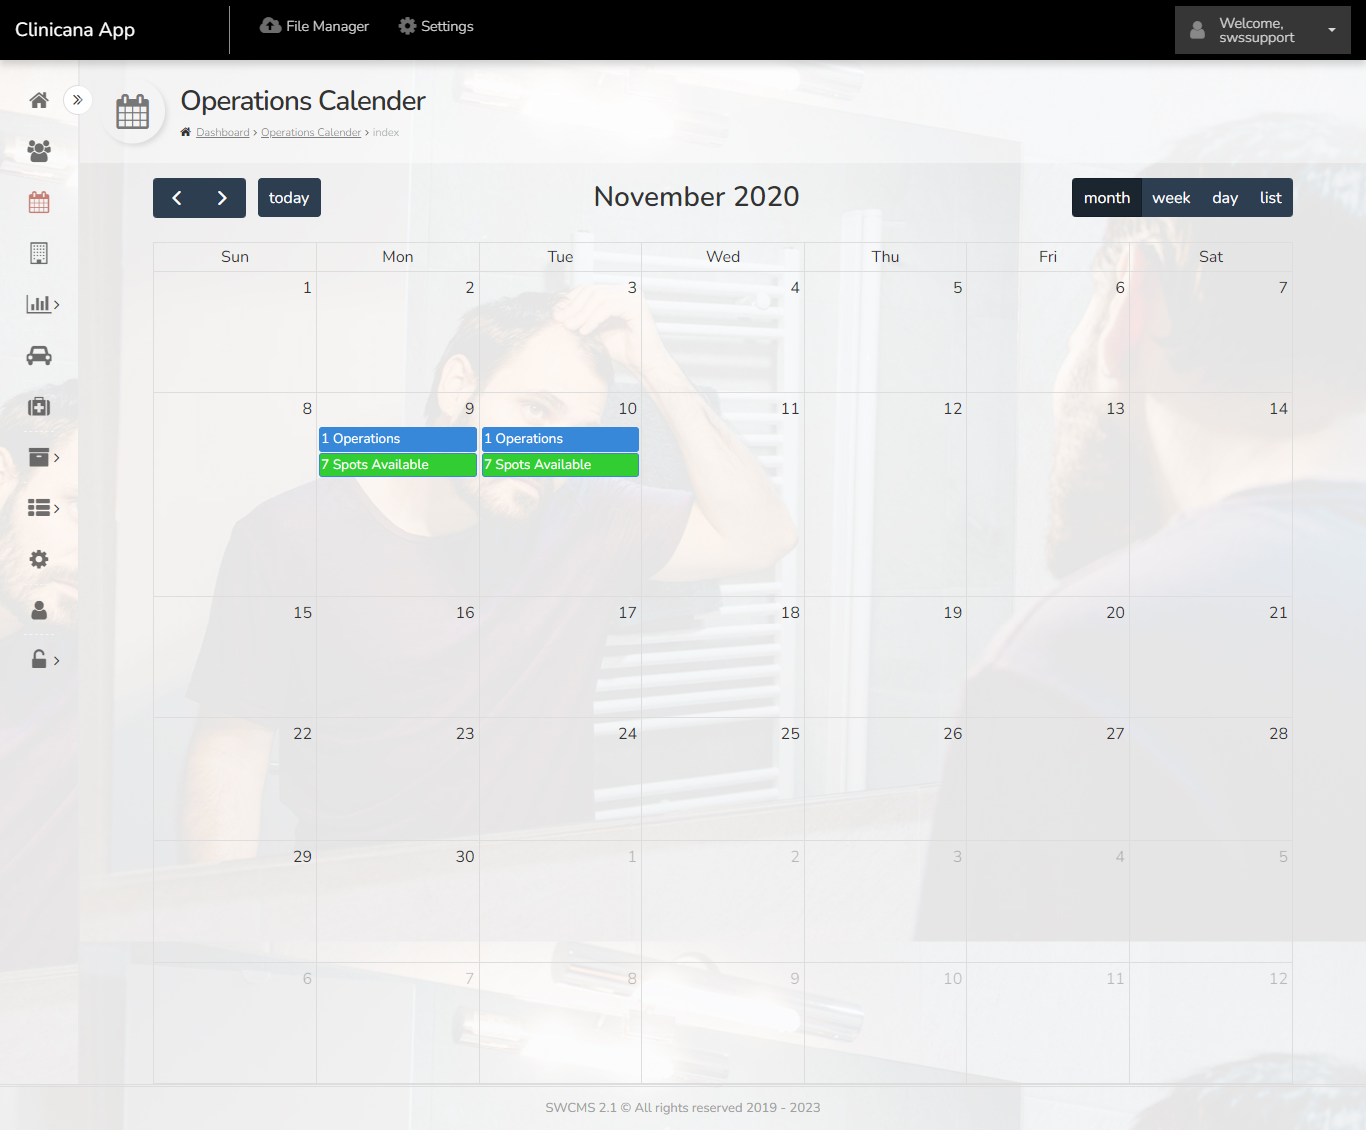 Clinicana App
File Manager
Settings
Welcome,
swssupport
Operations Calender
Dashboard
Operations Calender
index
today
November 2020
month
week
day
list
Sun Mon Tue Wed Thu Fri Sat
1 2 3 4 5 6 7
8 9 10 11 12 13 14
1 Operations 1 Operations
7 Spots Available 7 Spots Available
15 16 17 18 19 20 21
22 23 24 25 26 27 28
29 30 1 2 3 4 5
6 7 8 9 10 11 12
SWCMS 2.1 © All rights reserved 2019 - 2023